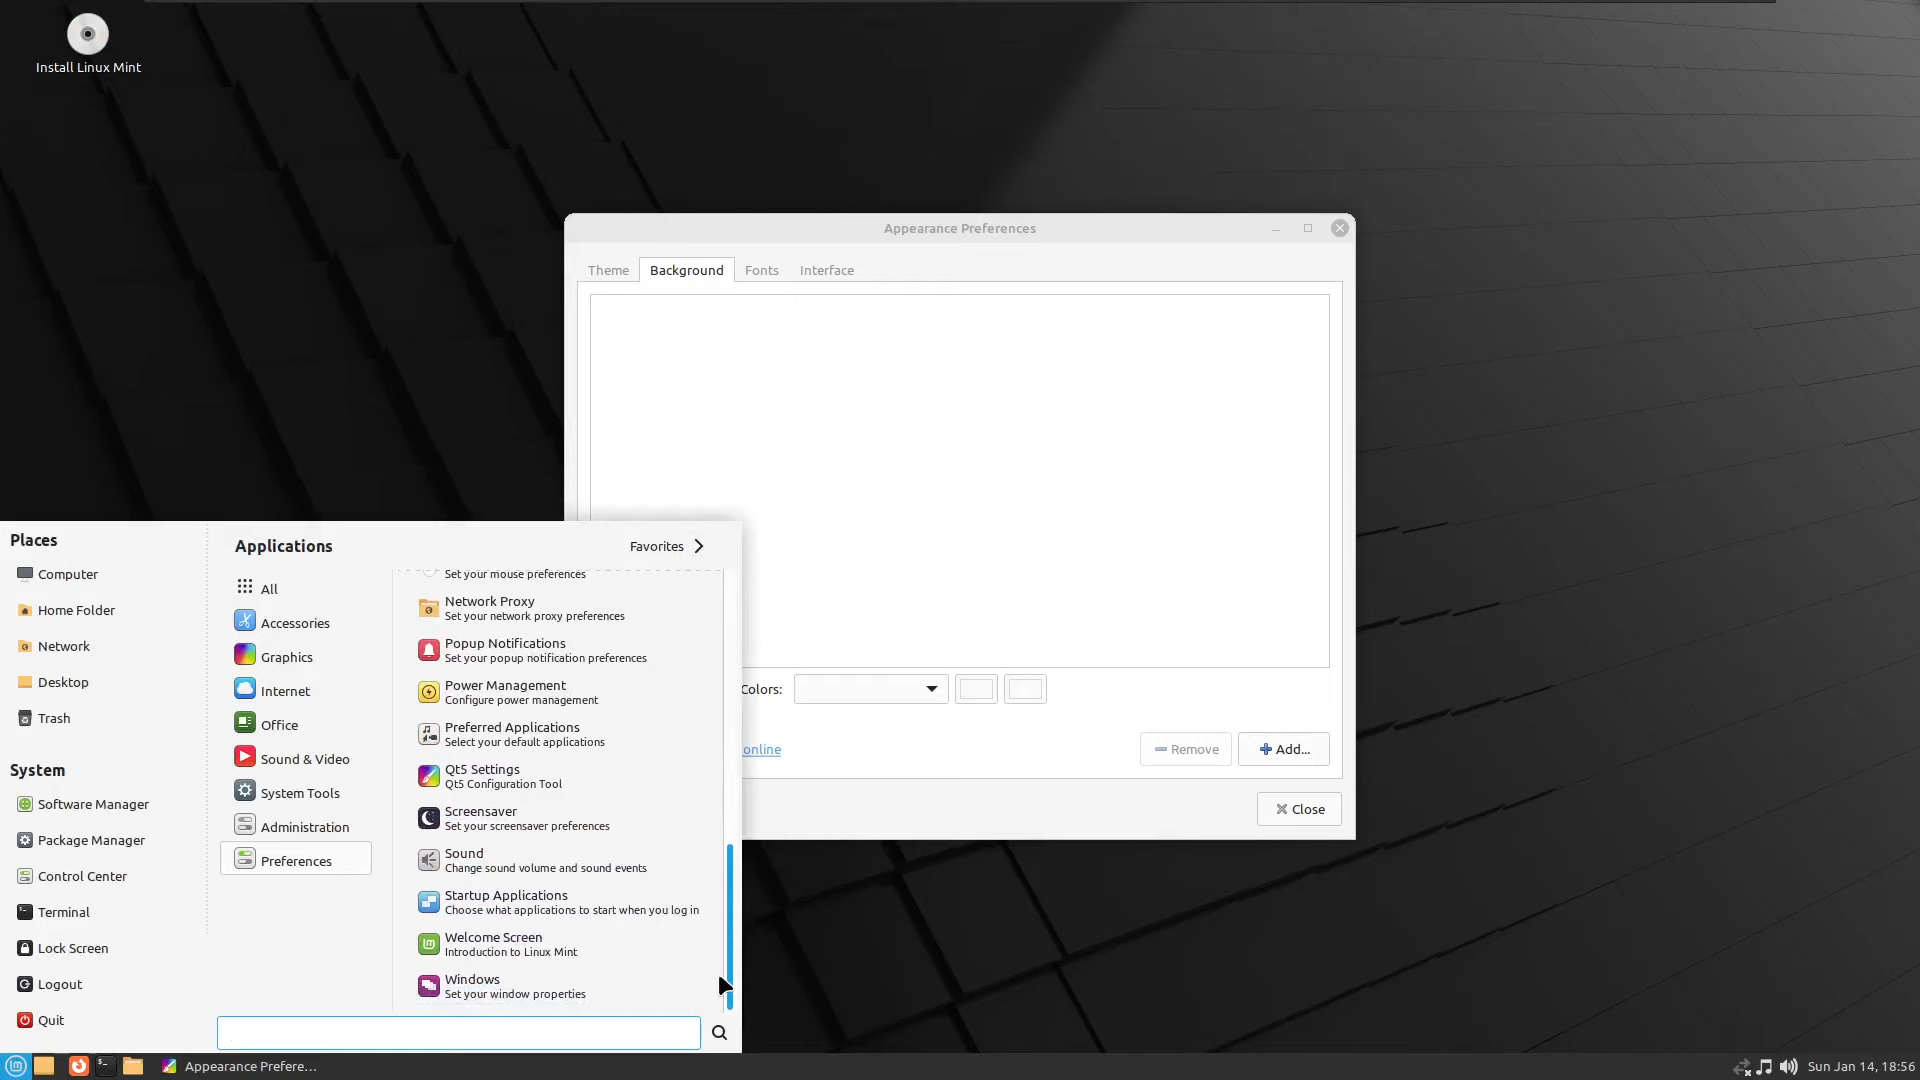 Install Linux Mint
Appearance Preferences
Theme
Background
Fonts
Interface
Colors:
online
Remove
Add...
Close
Places
Computer
Home Folder
Network
Desktop
Trash
System
Software Manager
Package Manager
Control Center
Terminal
Lock Screen
Logout
Quit
Applications
Favorites
All
Accessories
Graphics
Internet
Office
Sound & Video
System Tools
Administration
Preferences
Set your mouse preferences
Network Proxy
Set your network proxy preferences
Popup Notifications
Set your popup notification preferences
Power Management
Configure power management
Preferred Applications
Select your default applications
Qt5 Settings
Qt5 Configuration Tool
Screensaver
Set your screensaver preferences
Sound
Change sound volume and sound events
Startup Applications
Choose what applications to start when you log in
Welcome Screen
Introduction to Linux Mint
Windows
Set your window properties
Appearance Prefere...
Sun Jan 14, 18:56